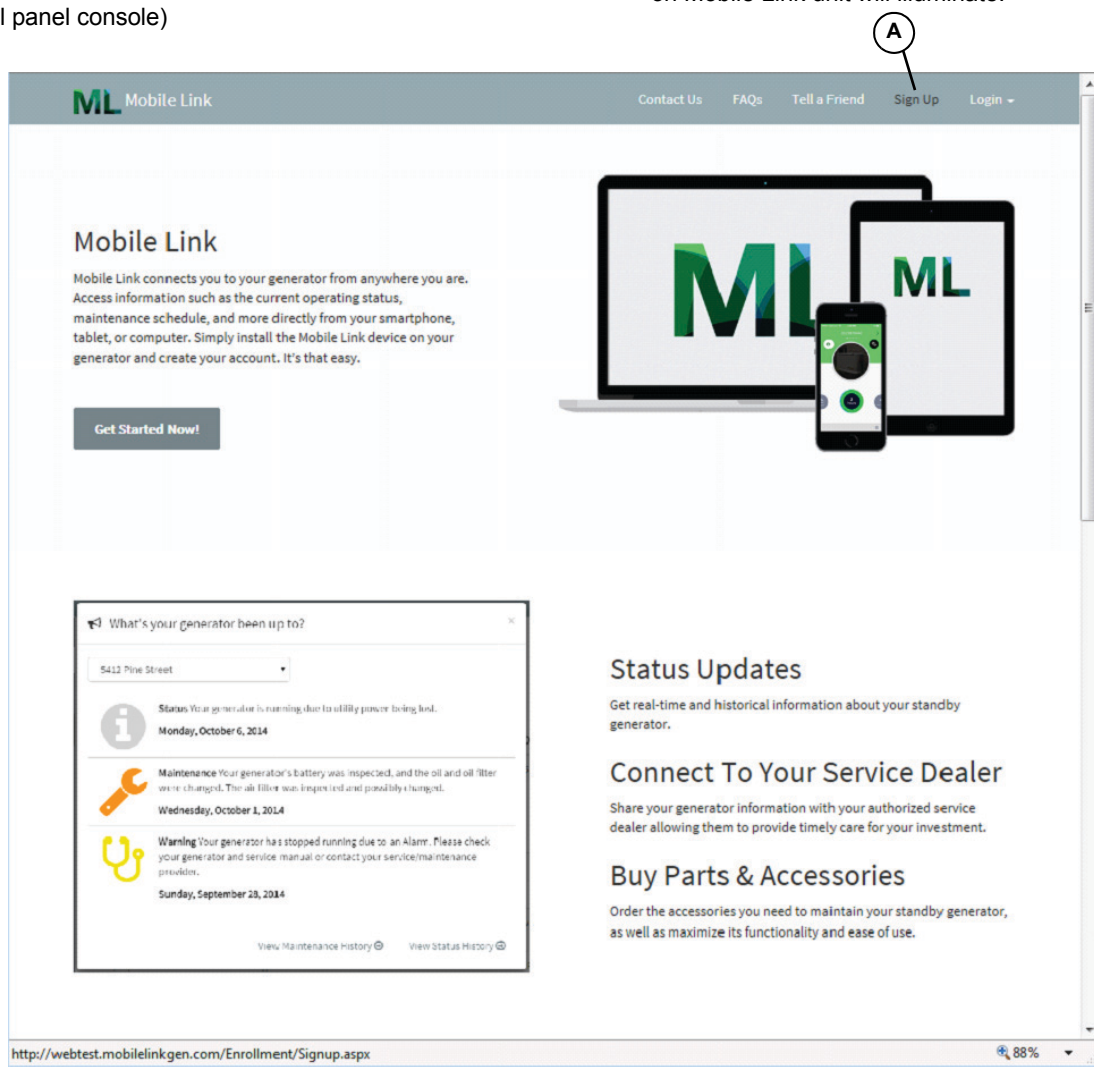 on Mobile Link unit will illuminate.
l panel console)
A
ML Mobile Link
Contact Us FAQs Tell a Friend Sign Up Login
Mobile Link
Mobile Link connects you to your generator from anywhere you are.
Access information such as the current operating status,
maintenance schedule, and more directly from your smartphone,
tablet, or computer. Simply install the Mobile Link device on your
generator and create your account. It's that easy.
Get Started Now!
ML
ML
What's your generator been up to?
×
5412 Pine Street
Status Your generator is running due to utility power being lost.
Monday, October 6, 2014
Maintenance Your generator's battery was inspected, and the oil and oil filter
were changed. The air filter was inspected and possibly changed.
Wednesday, October 1, 2014
Warning Your generator has stopped running due to an Alarm. Please check
your generator and service manual or contact your service/maintenance
provider.
Sunday, September 28, 2014
View Maintenance History View Status History
Status Updates
Get real-time and historical information about your standby
generator.
Connect To Your Service Dealer
Share your generator information with your authorized service
dealer allowing them to provide timely care for your investment.
Buy Parts & Accessories
Order the accessories you need to maintain your standby generator,
as well as maximize its functionality and ease of use.
http://webtest.mobilelinkgen.com/Enrollment/Signup.aspx
88%